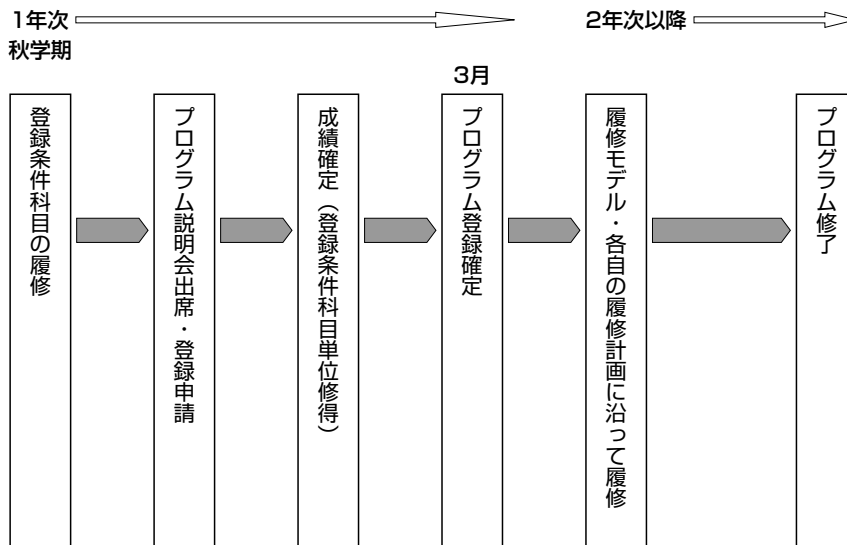 1年次
2年次以降
秋学期
3月
登録条件科目の履修
プログラム説明会出席・登録申請
成績確定（登録条件科目単位修得）
プログラム登録確定
履修モデル・各自の履修計画に沿って履修
プログラム修了